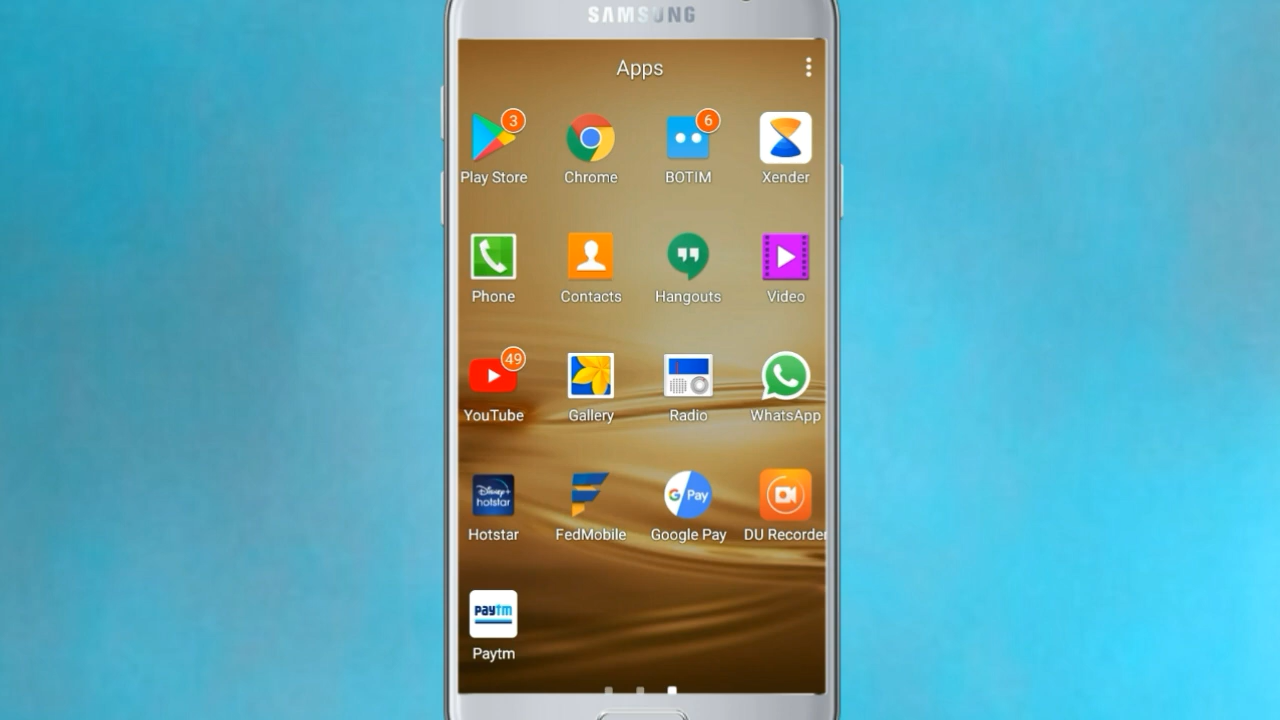 SAMSUNG
Apps
3
6
Play Store
Chrome
BOTIM
Xender
Phone
Contacts
Hangouts
Video
49
YouTube
Gallery
Radio
WhatsApp
Disney+
hotstar
G Pay
Hotstar
FedMobile
Google Pay
DU Recorder
Paytm
Paytm